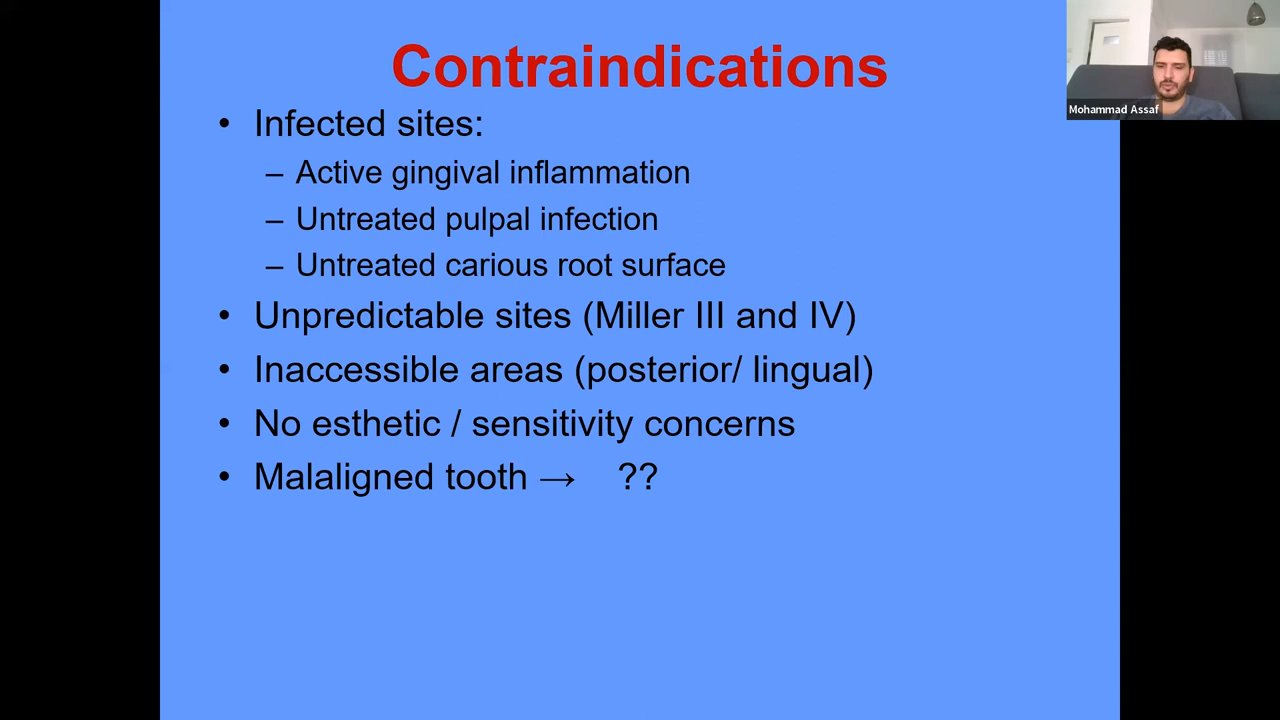 Contraindications
• Infected sites:
– Active gingival inflammation
– Untreated pulpal infection
– Untreated carious root surface
• Unpredictable sites (Miller III and IV)
• Inaccessible areas (posterior/ lingual)
• No esthetic / sensitivity concerns
• Malaligned tooth → ??
Mohammad Assaf